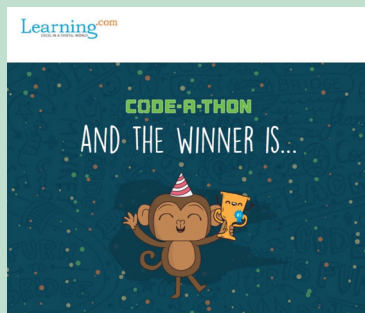 Learning.com
EXCEL IN A DIGITAL WORLD
CODE-A-THON
AND THE WINNER IS...